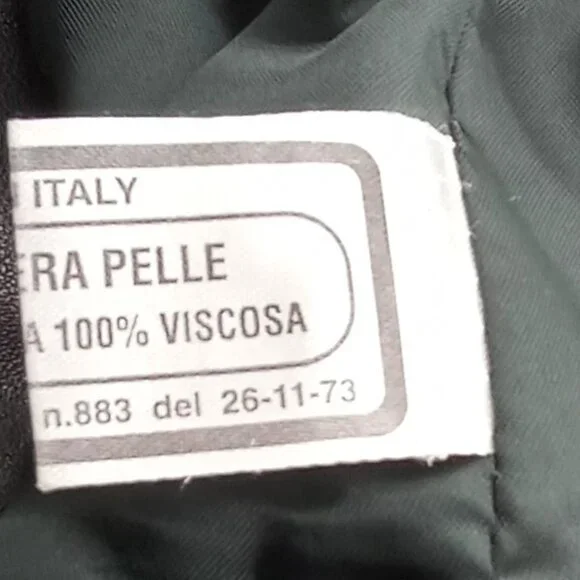 ITALY
ERA PELLE
A 100% VISCOSA
n.883 del 26-11-73